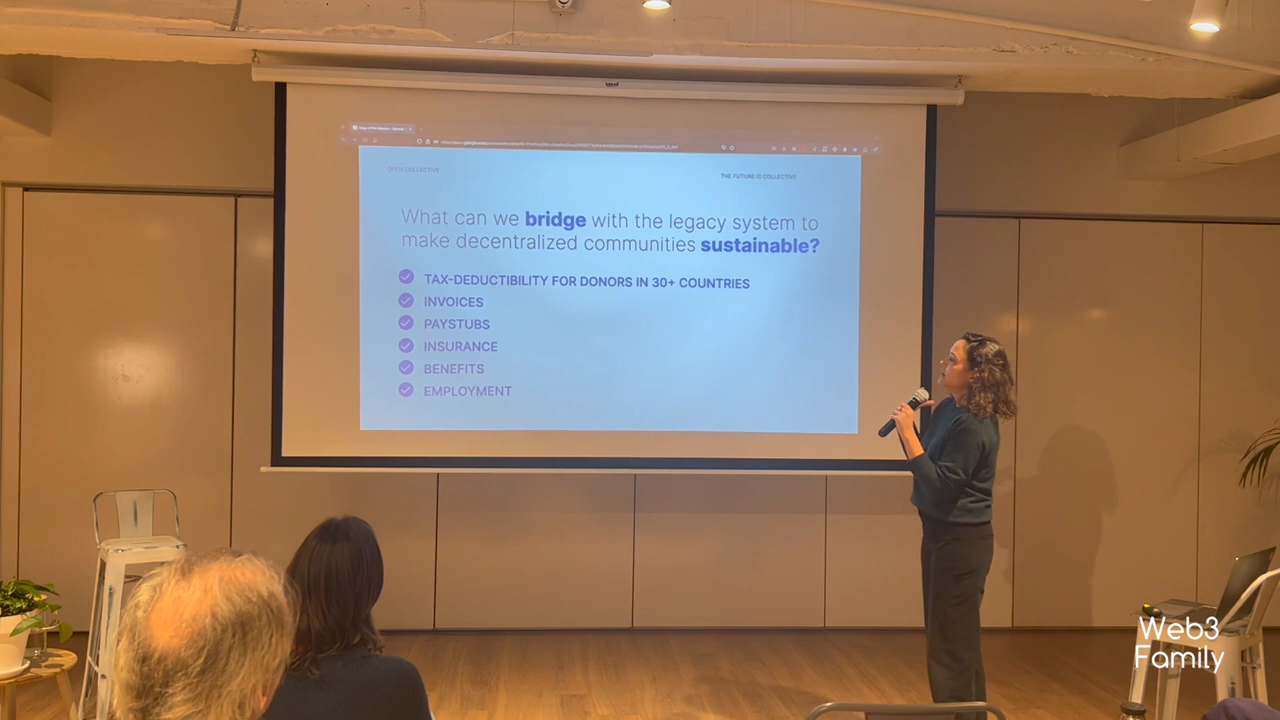 OPEN COLLECTIVE
THE FUTURE IS COLLECTIVE
What can we bridge with the legacy system to
make decentralized communities sustainable?
TAX-DEDUCTIBILITY FOR DONORS IN 30+ COUNTRIES
INVOICES
PAYSTUBS
INSURANCE
BENEFITS
EMPLOYMENT
Web3
Family